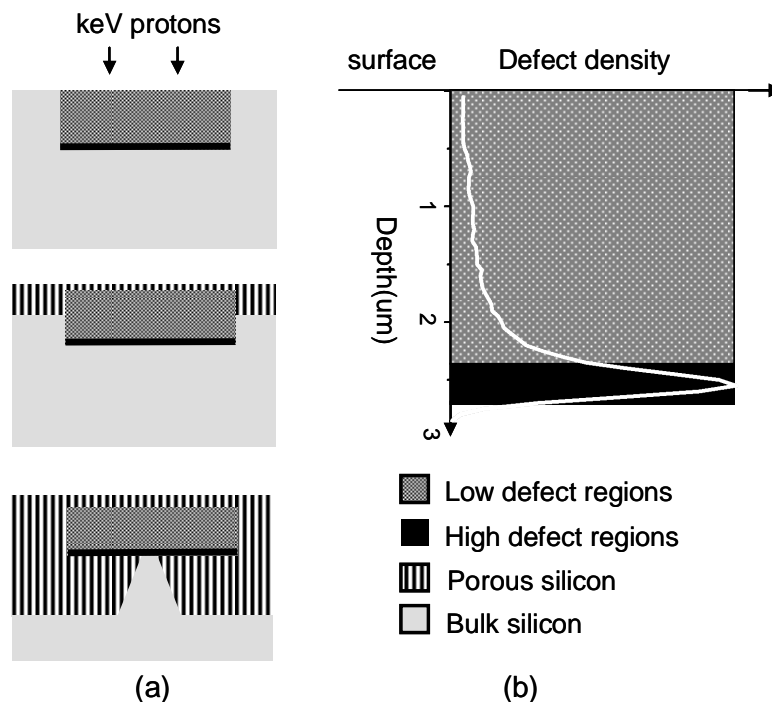 keV protons
surface
Defect density
1
2
3
Depth(um)
Low defect regions
High defect regions
Porous silicon
Bulk silicon
(a)
(b)